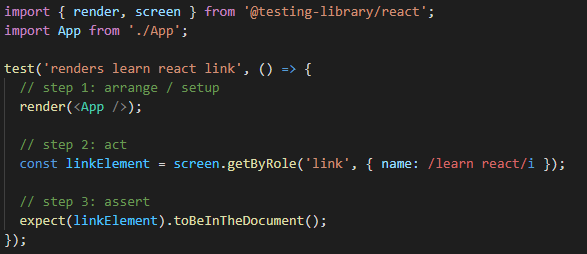 import { render, screen } from '@testing-library/react';
import App from './App';
test('renders learn react link', () => {
// step 1: arrange / setup
render(<App />);
// step 2: act
const linkElement = screen.getByRole('link', { name: /learn react/i });
// step 3: assert
expect(linkElement).toBeInTheDocument();
});